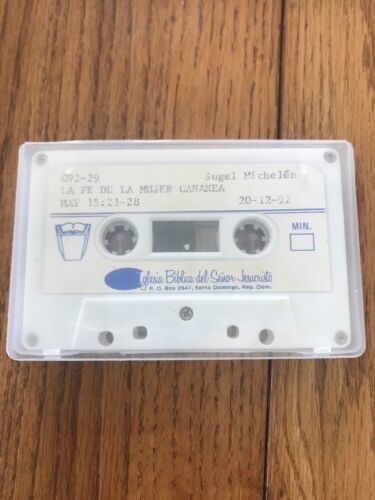 G92-29 Sugel Michelén
LA FE DE LA MUJER CANANEA
MAT 15:21-28 20-12-92
MIN.
Iglesia Bíblica del Señor Jesucristo
P. O. Box 2647, Santo Domingo, Rep. Dom.